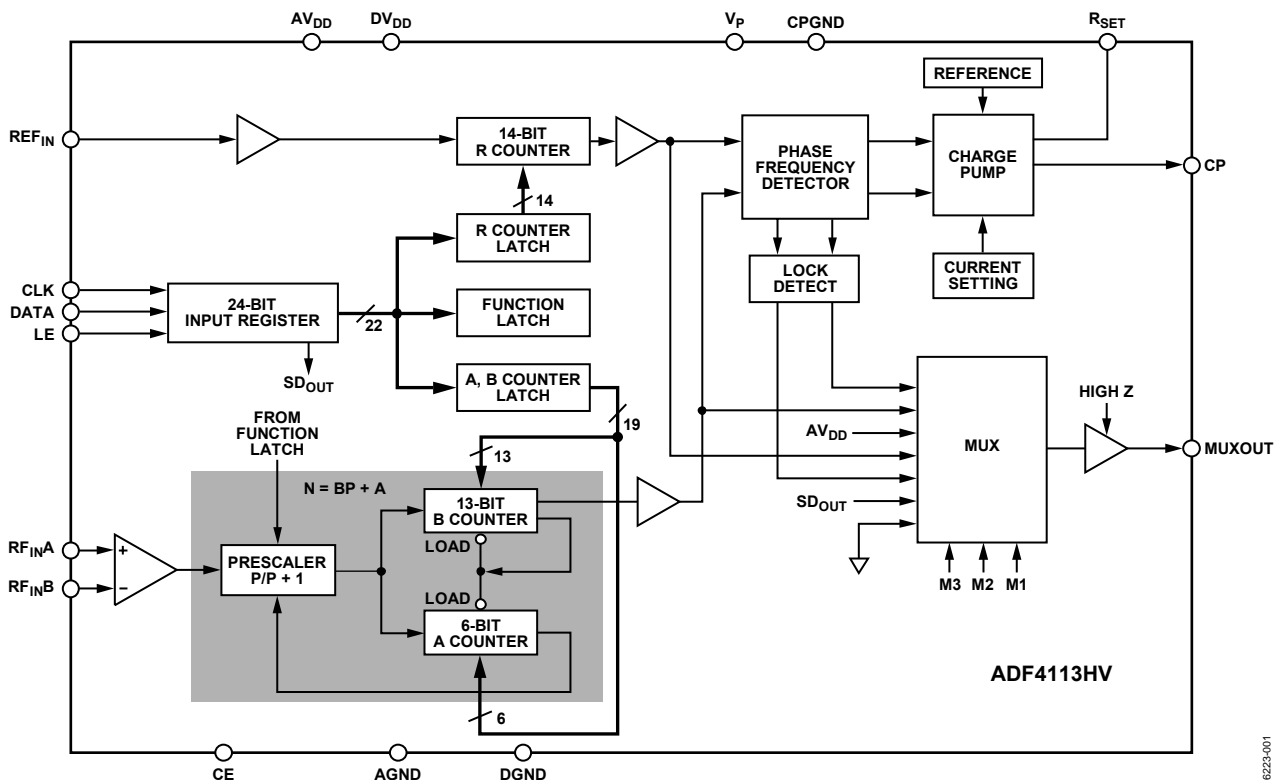 AVDD
DVDD
VP
CPGND
RSET
REFERENCE
REFIN
14-BIT
R COUNTER
PHASE
FREQUENCY
DETECTOR
CHARGE
PUMP
CP
14
R COUNTER
LATCH
LOCK
DETECT
CURRENT
SETTING
CLK
DATA
LE
24-BIT
INPUT REGISTER
22
FUNCTION
LATCH
SDOUT
A, B COUNTER
LATCH
19
HIGH Z
FROM
FUNCTION
LATCH
AVDD
MUX
MUXOUT
13
N = BP + A
13-BIT
B COUNTER
SDOUT
RFINA
+
LOAD
PRESCALER
P/P + 1
RFINB
−
LOAD
M3
M2
M1
6-BIT
A COUNTER
ADF4113HV
6
CE
AGND
DGND
6223-001